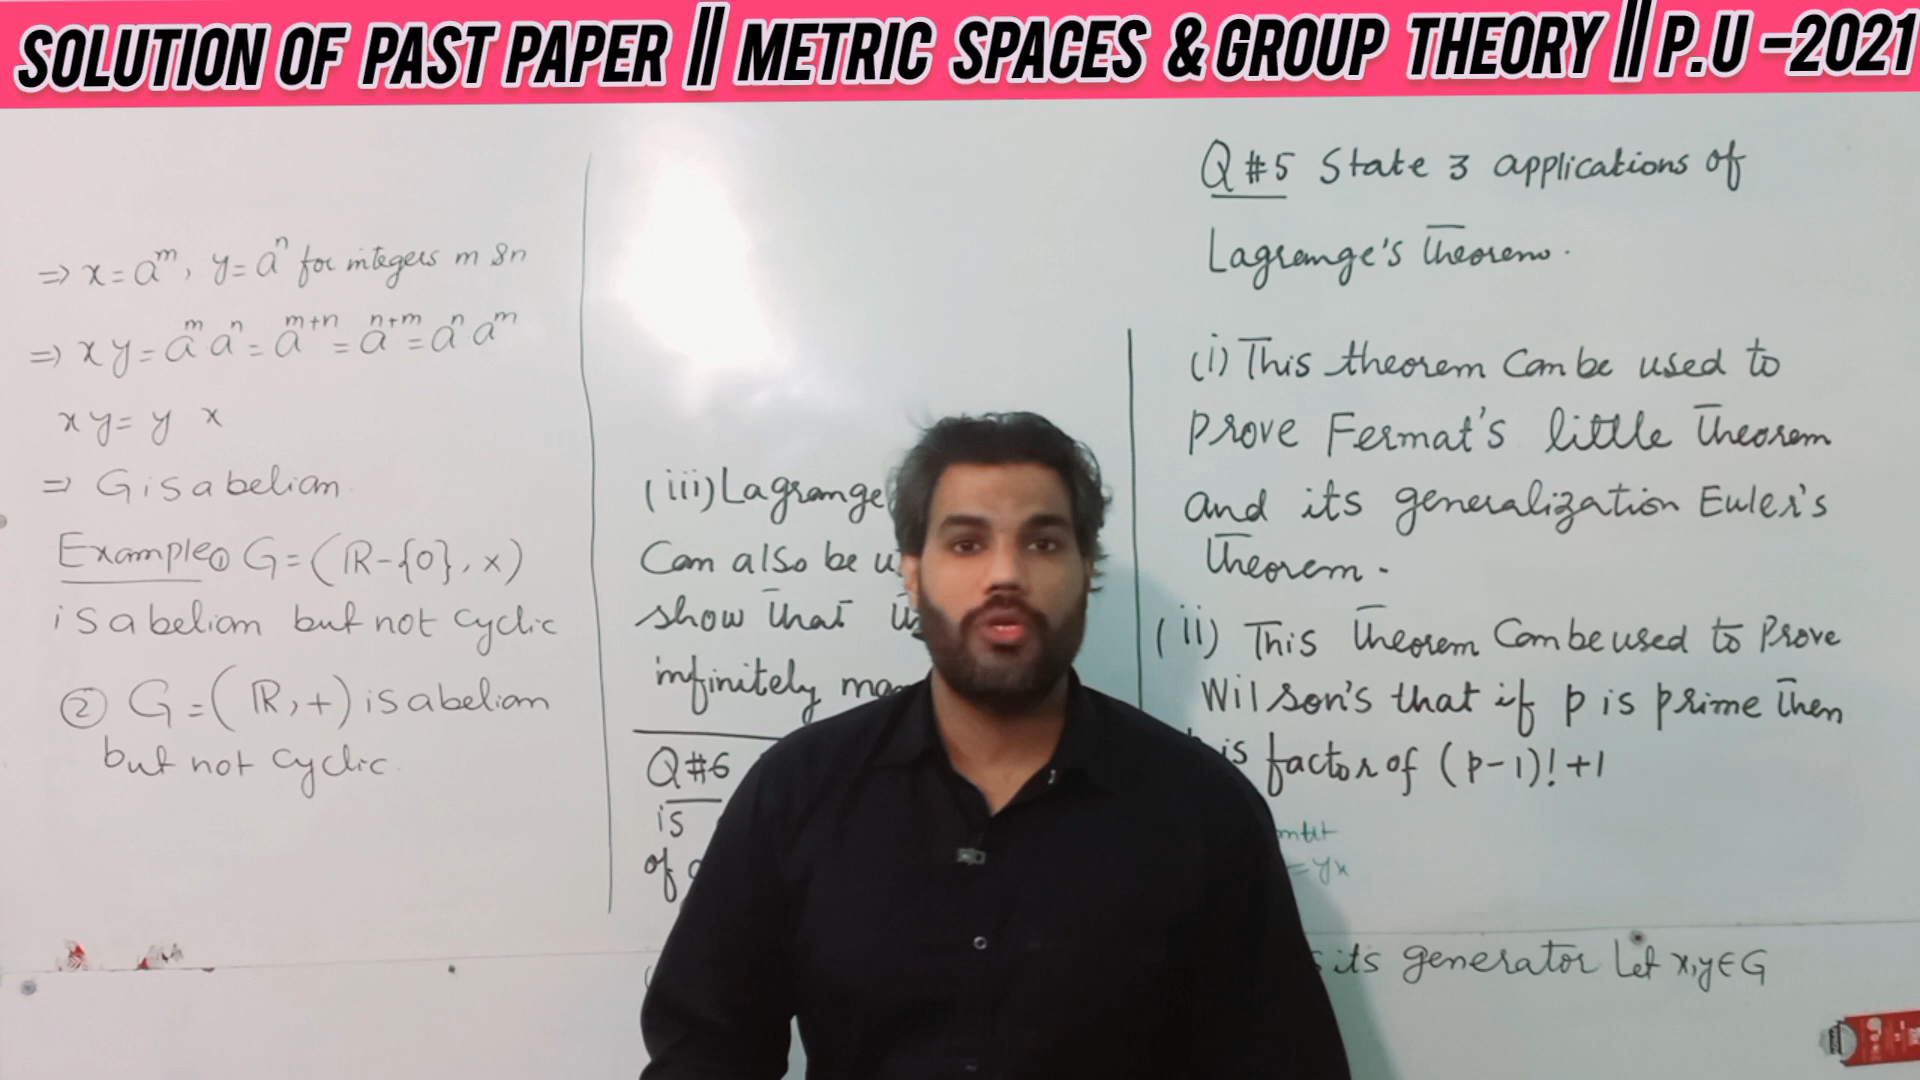 SOLUTION OF PAST PAPER || METRIC SPACES & GROUP THEORY || P.U -2021
Q #5 State 3 applications of
Lagrange's Theorem.
(i) This theorem Can be used to
prove Fermat's little Theorem
and its generalization Euler's
Theorem.
(ii) This Theorem Can be used to Prove
Wilson's that if p is prime Then
is factor of (p-1)! +1
= yx
its generator Let x,y∈G
(iii) Lagrange
Can also be
show that
infinitely
Q#6
is
of
⇒ x = a^m, y = a^n for integers m & n
⇒ x y = a^m a^n = a^{m+n} = a^{n+m} = a^n a^m
x y = y x
⇒ G is abelian
Example ① G = (R-{0}, ×)
is abelian but not cyclic
② G = (R, +) is abelian
but not cyclic.